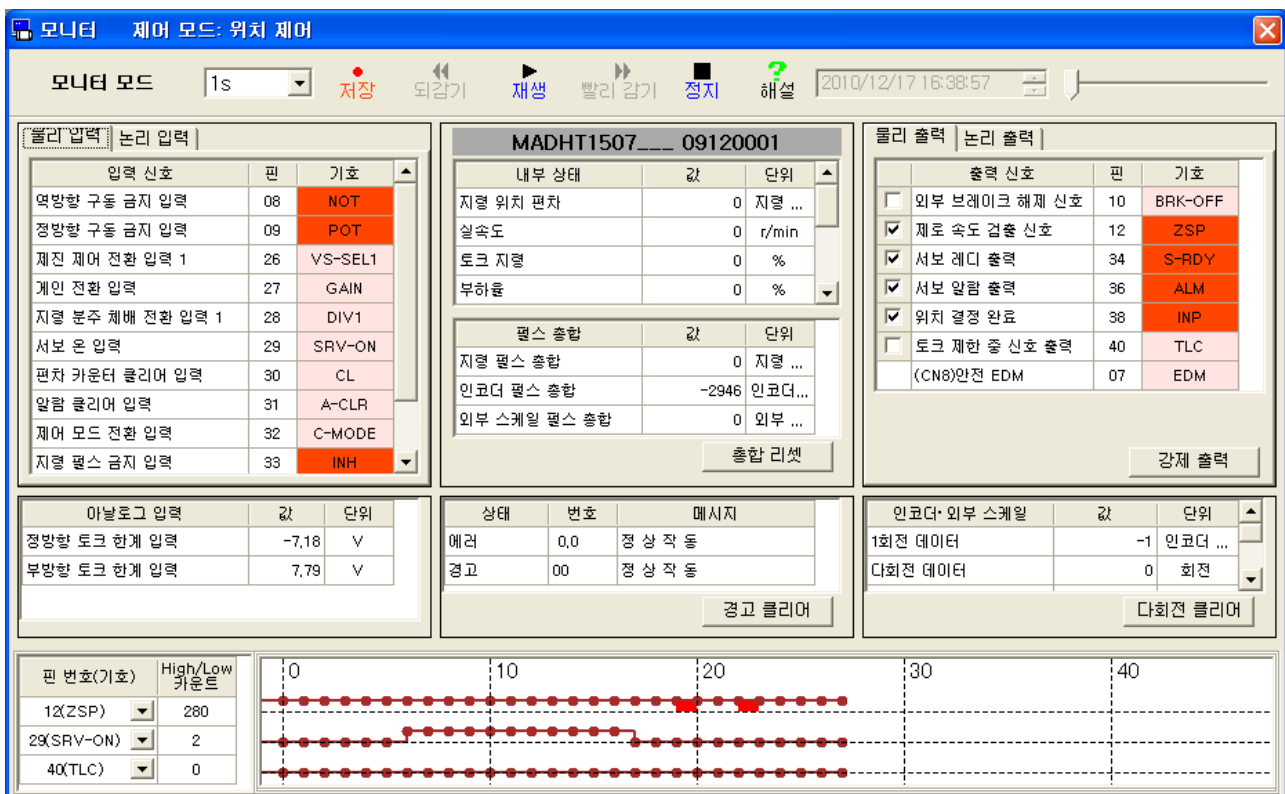 모니터 제어 모드: 위치 제어
모니터 모드 1s 저장 되감기 재생 빨리 감기 정지 해설 2010/12/17 16:38:57
물리 입력 논리 입력
입력 신호 핀 기호
역방향 구동 금지 입력 08 NOT
정방향 구동 금지 입력 09 POT
제진 제어 전환 입력 1 26 VS-SEL1
게인 전환 입력 27 GAIN
지령 분주 체배 전환 입력 1 28 DIV1
서보 온 입력 29 SRV-ON
편차 카운터 클리어 입력 30 CL
알람 클리어 입력 31 A-CLR
제어 모드 전환 입력 32 C-MODE
지령 펄스 금지 입력 33 INH
MADHT1507___ 09120001
내부 상태 값 단위
지령 위치 편차 0 지령 ...
실속도 0 r/min
토크 지령 0 %
부하율 0 %
펄스 총합 값 단위
지령 펄스 총합 0 지령 ...
인코더 펄스 총합 -2946 인코더...
외부 스케일 펄스 총합 0 외부 ...
총합 리셋
물리 출력 논리 출력
출력 신호 핀 기호
외부 브레이크 해제 신호 10 BRK-OFF
제로 속도 검출 신호 12 ZSP
서보 레디 출력 34 S-RDY
서보 알람 출력 36 ALM
위치 결정 완료 38 INP
토크 제한 중 신호 출력 40 TLC
(CN8)안전 EDM 07 EDM
강제 출력
아날로그 입력 값 단위
정방향 토크 한계 입력 -7,18 V
부방향 토크 한계 입력 7,79 V
상태 번호 메시지
에러 0,0 정 상 작 동
경고 00 정 상 작 동
경고 클리어
인코더·외부 스케일 값 단위
1회전 데이터 -1 인코더 ...
다회전 데이터 0 회전
다회전 클리어
핀 번호(기호) High/Low 카운트
12(ZSP) 280
29(SRV-ON) 2
40(TLC) 0
0 10 20 30 40